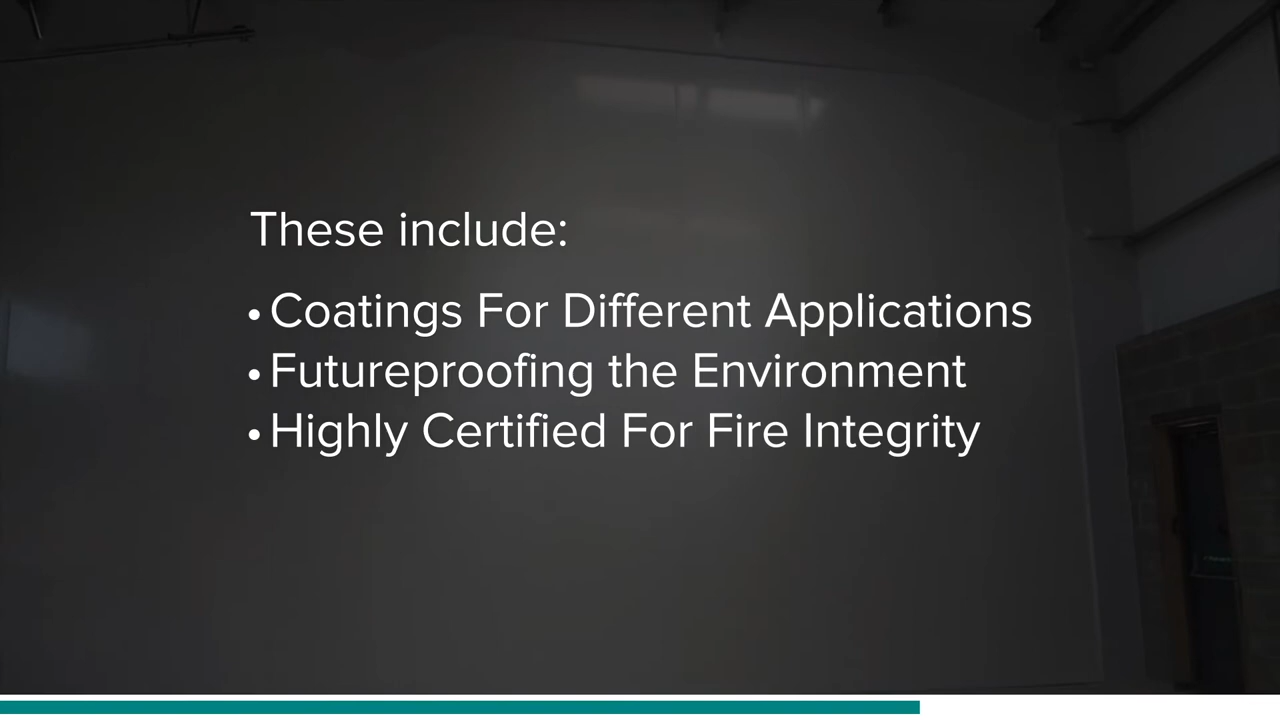 These include:
• Coatings For Different Applications
• Futureproofing the Environment
• Highly Certified For Fire Integrity